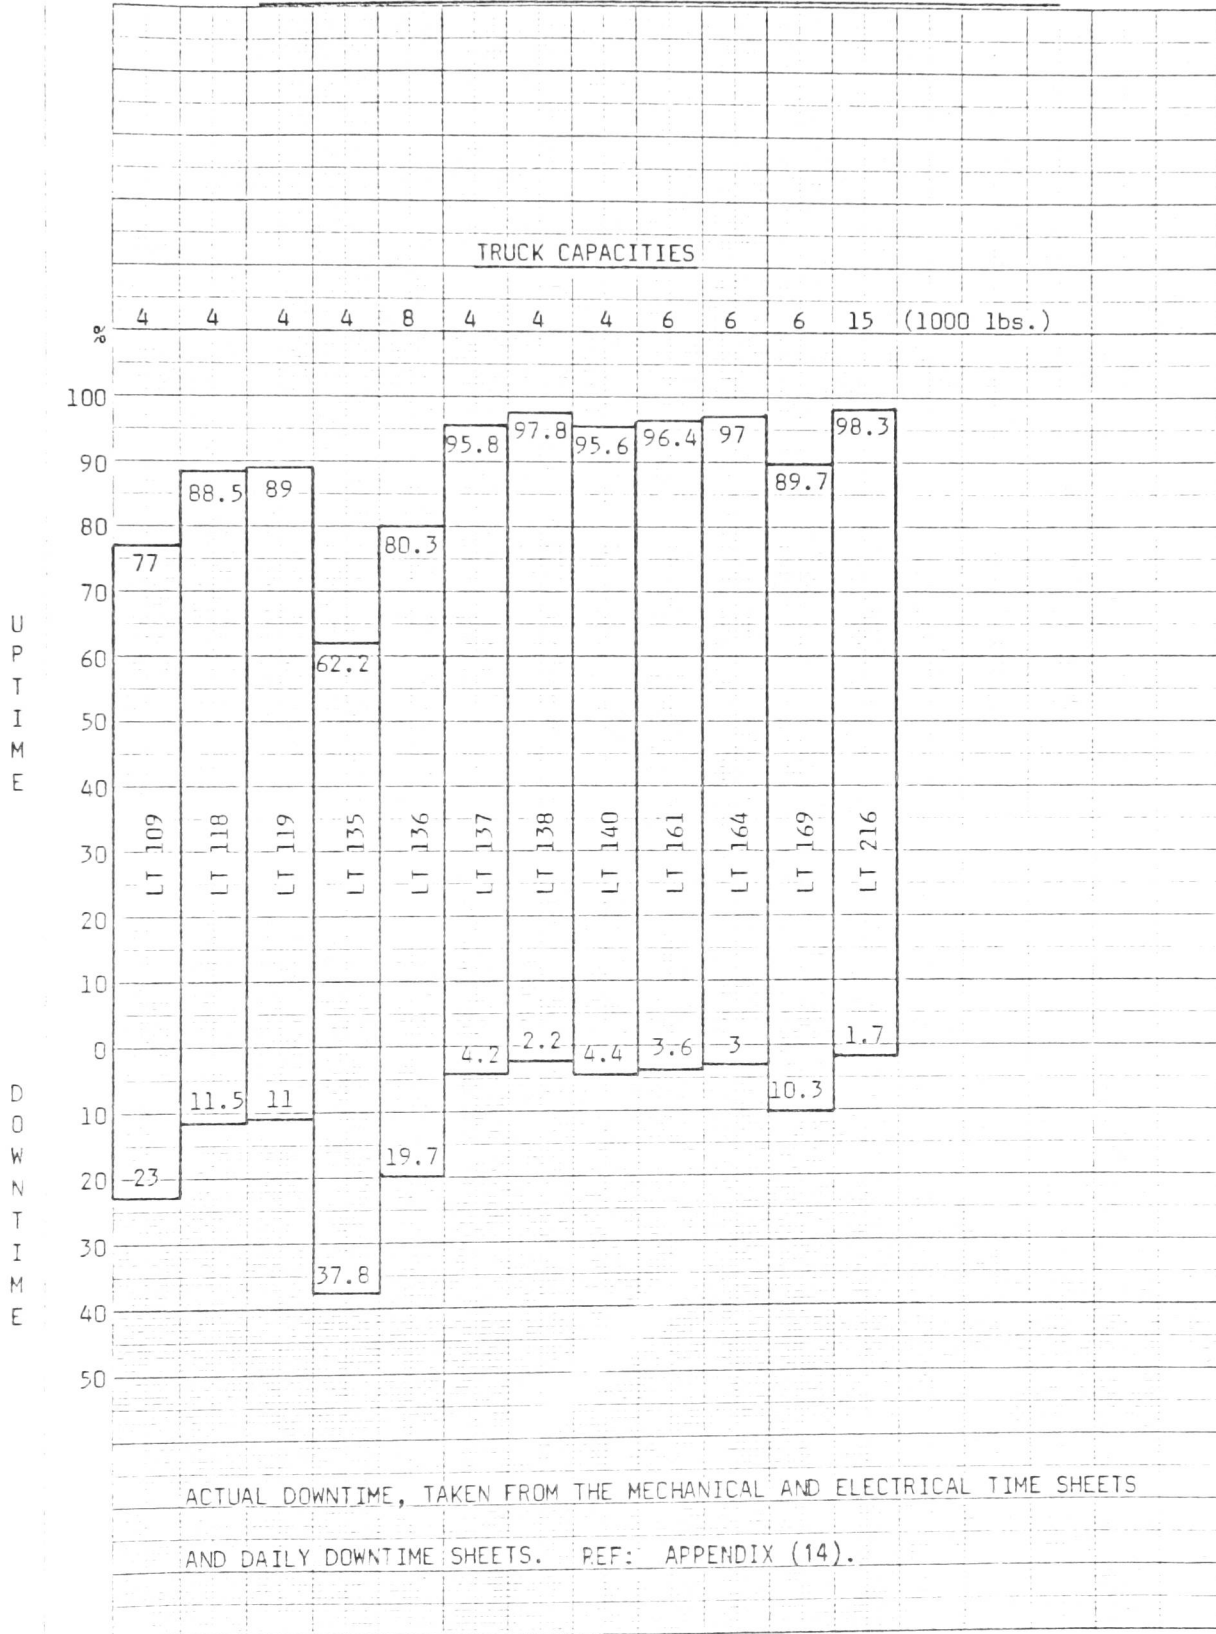 TRUCK CAPACITIES
% 4 4 4 4 8 4 4 4 6 6 6 15 (1000 lbs.)
100
90
80
70
60
50
40
30
20
10
0
10
20
30
40
50
UPTIME
DOWNTIME
77 88.5 89 62.2 80.3 95.8 97.8 95.6 96.4 97 89.7 98.3
LT 109 LT 118 LT 119 LT 135 LT 136 LT 137 LT 138 LT 140 LT 161 LT 164 LT 169 LT 216
23 11.5 11 37.8 19.7 4.2 2.2 4.4 3.6 3 10.3 1.7
ACTUAL DOWNTIME, TAKEN FROM THE MECHANICAL AND ELECTRICAL TIME SHEETS
AND DAILY DOWNTIME SHEETS. REF: APPENDIX (14).